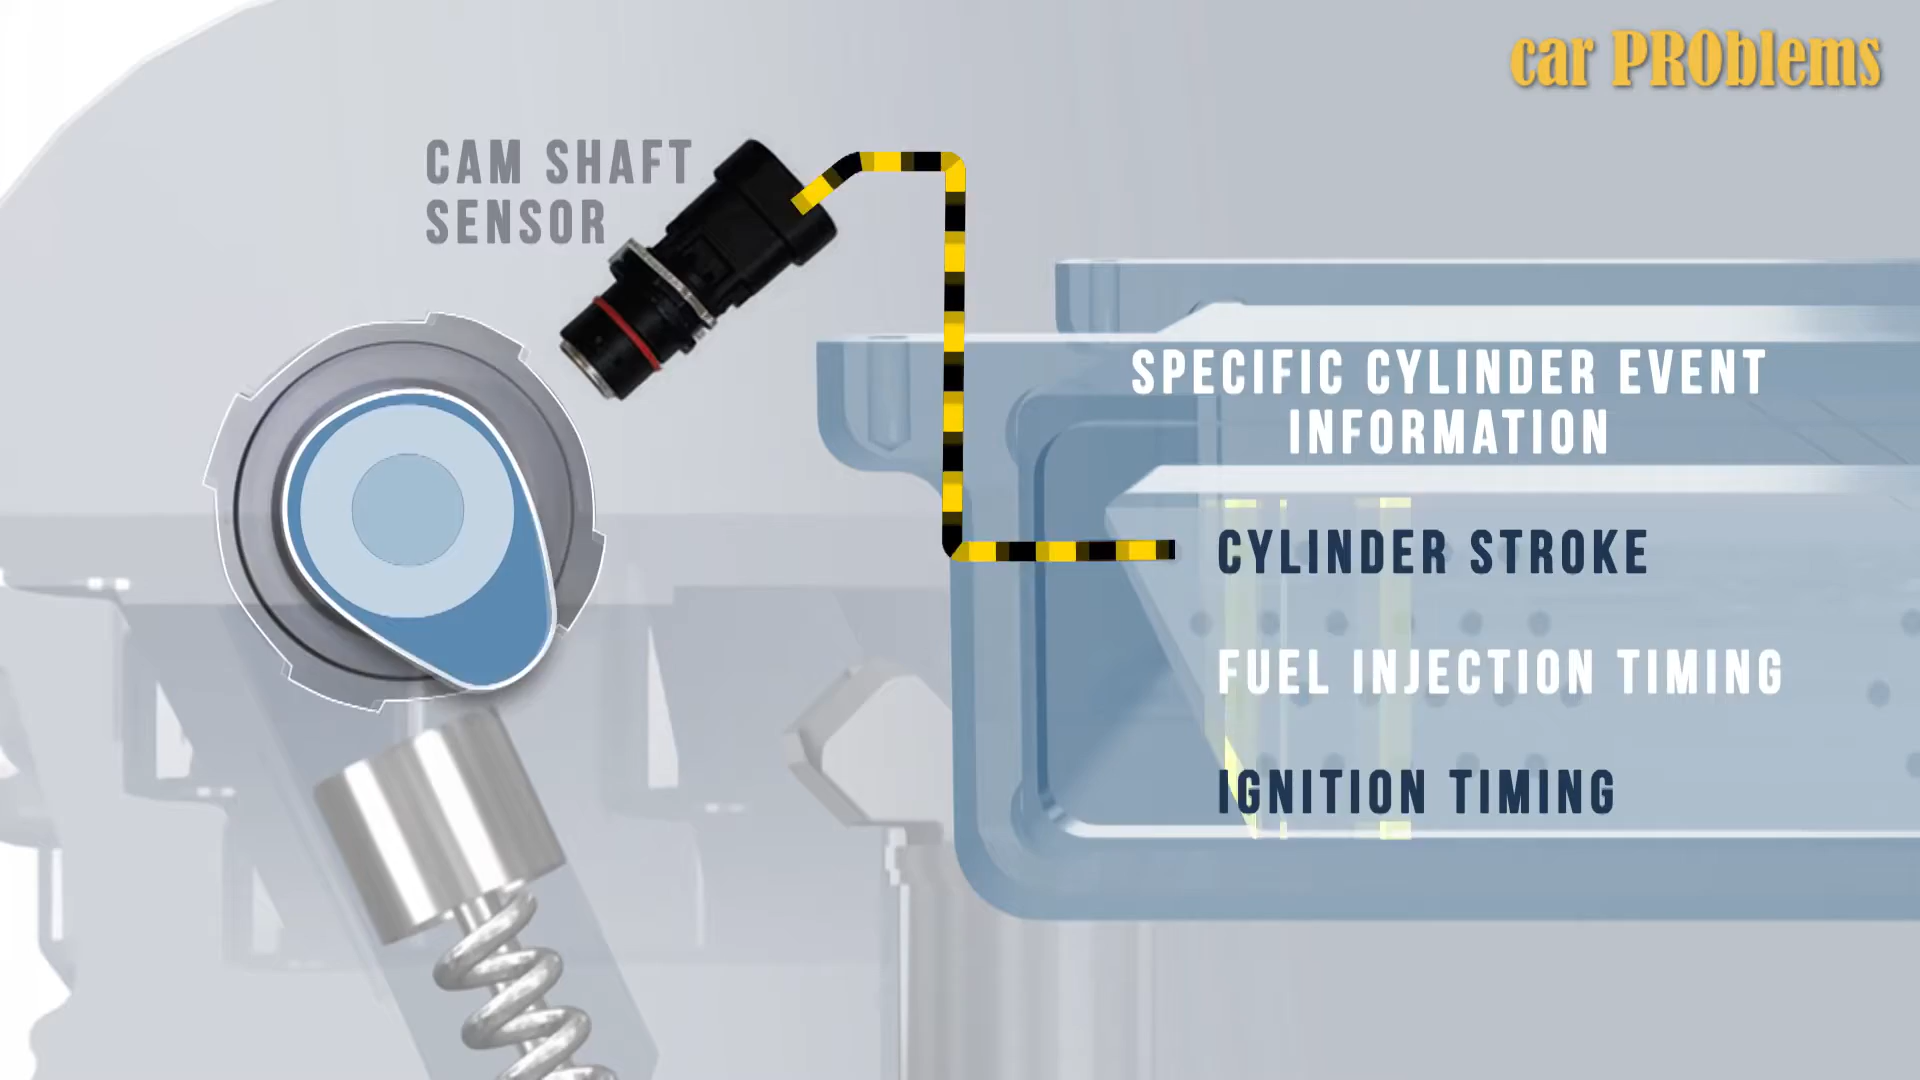 car PROblems
CAM SHAFT
SENSOR
SPECIFIC CYLINDER EVENT
INFORMATION
CYLINDER STROKE
FUEL INJECTION TIMING
IGNITION TIMING